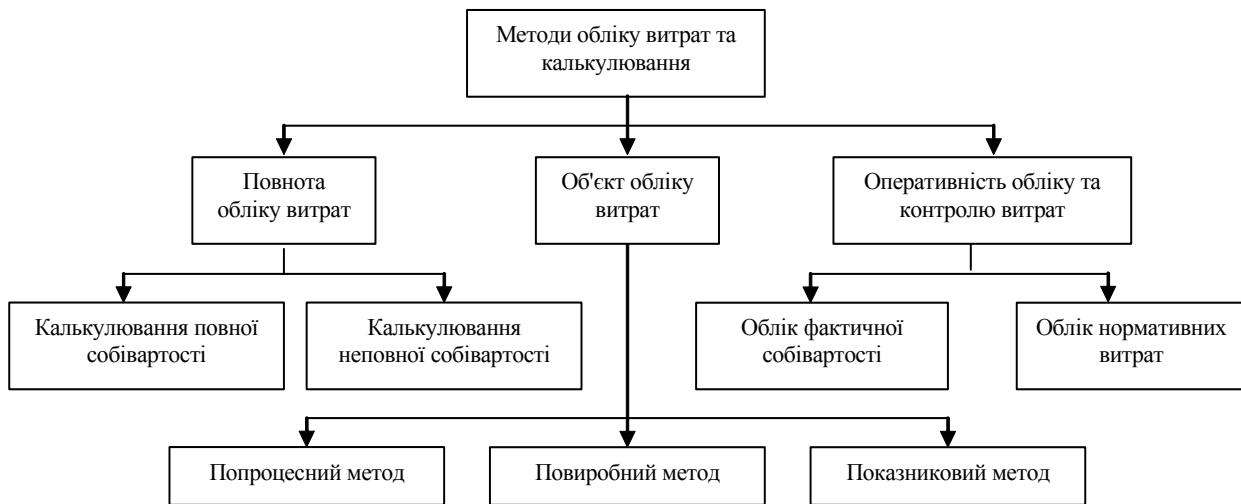 Методи обліку витрат та
калькулювання
Повнота
обліку витрат
Об'єкт обліку
витрат
Оперативність обліку та
контролю витрат
Калькулювання повної
собівартості
Калькулювання
неповної собівартості
Облік фактичної
собівартості
Облік нормативних
витрат
Попроцесний метод
Повиробний метод
Показниковий метод